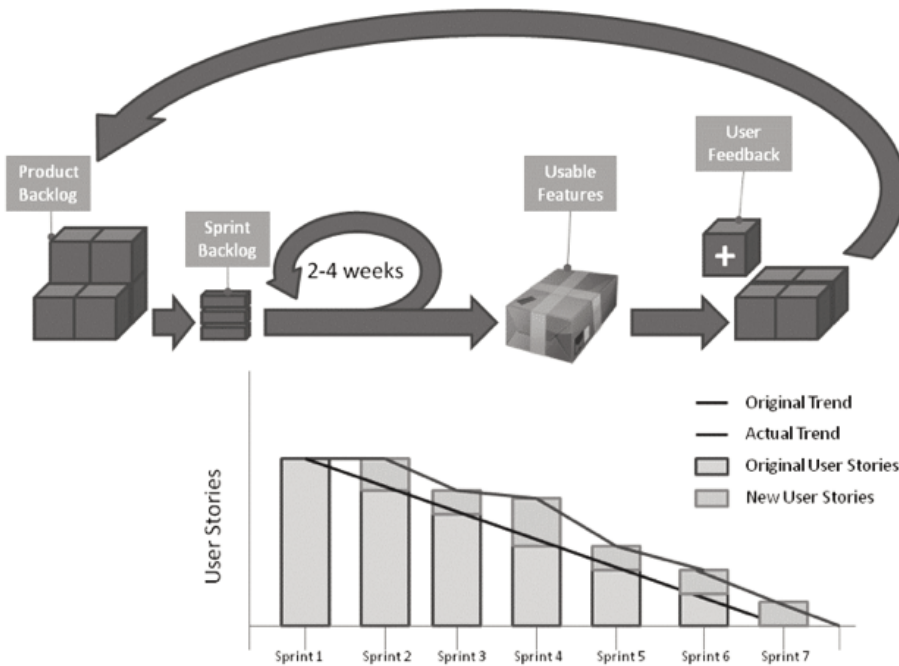 Product
Backlog
Sprint
Backlog
2-4 weeks
Usable
Features
User
Feedback
+
Original Trend
Actual Trend
Original User Stories
New User Stories
User Stories
Sprint 1
Sprint 2
Sprint 3
Sprint 4
Sprint 5
Sprint 6
Sprint 7